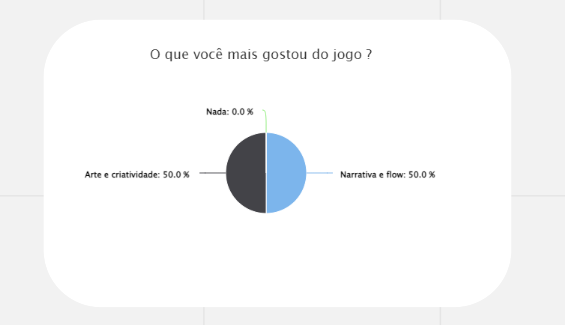 O que você mais gostou do jogo ?
Nada: 0.0 %
Arte e criatividade: 50.0 %
Narrativa e flow: 50.0 %